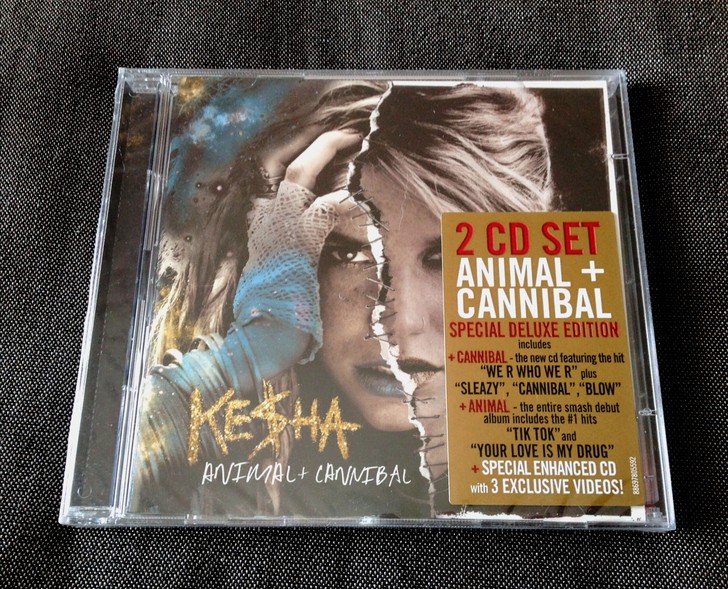 KE$HA
ANIMAL + CANNIBAL
2 CD SET
ANIMAL +
CANNIBAL
SPECIAL DELUXE EDITION
includes
+ CANNIBAL - the new cd featuring the hit
"WE R WHO WE R" plus
"SLEAZY", "CANNIBAL", "BLOW"
+ ANIMAL - the entire smash debut
album includes the #1 hits
"TIK TOK" and
"YOUR LOVE IS MY DRUG"
+ SPECIAL ENHANCED CD
with 3 EXCLUSIVE VIDEOS!
88697805592